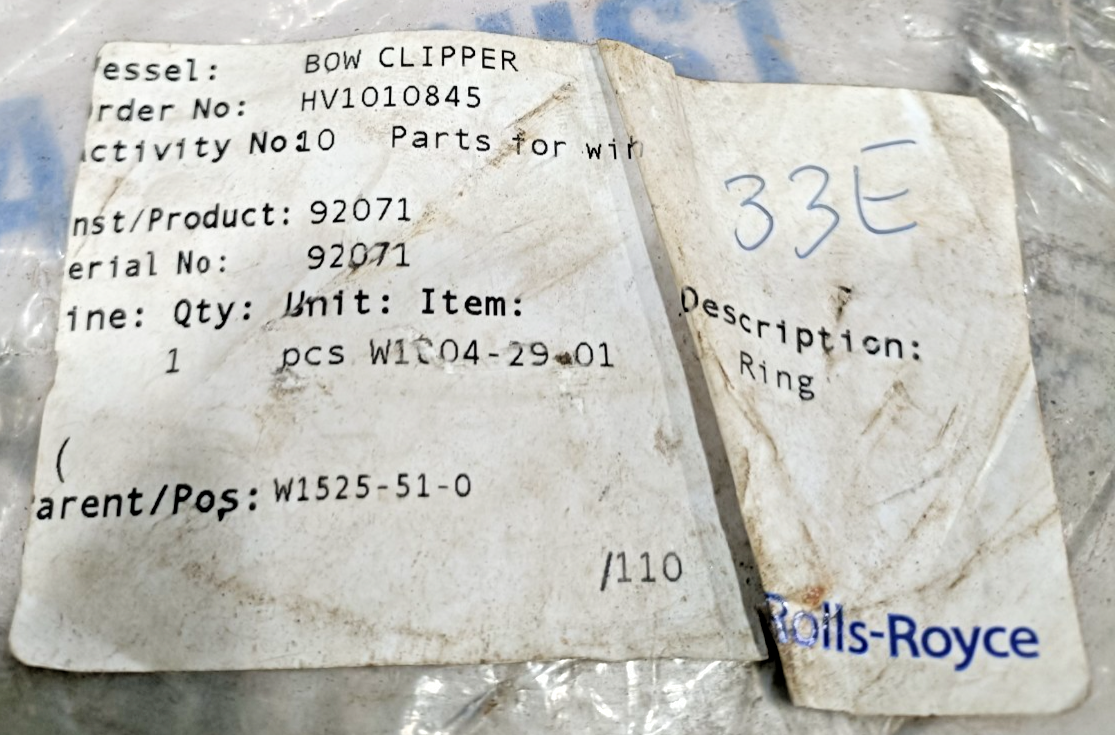 essel: BOW CLIPPER
rder No: HV1010845
ctivity No:10 Parts for win
33E
nst/Product: 92071
erial No: 92071
ine: Qty: Unit: Item: Description:
1 pcs Ring
arent/Pos: W1525-51-0
/110
Rolls-Royce